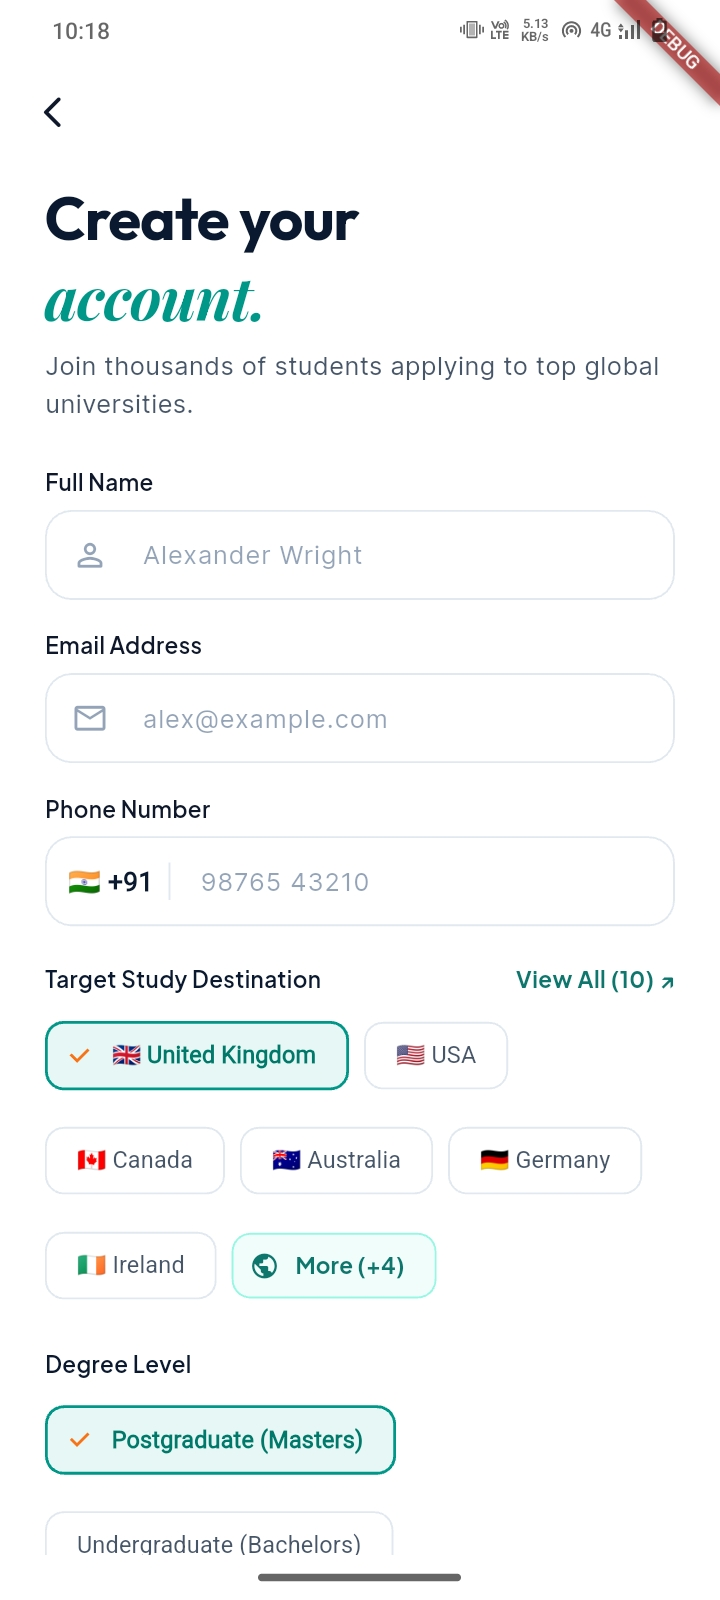 10:18
Vo)) LTE 5.13 KB/s 4G
DEBUG
Create your
account.
Join thousands of students applying to top global
universities.
Full Name
Alexander Wright
Email Address
alex@example.com
Phone Number
+91 98765 43210
Target Study Destination View All (10)
United Kingdom USA
Canada Australia Germany
Ireland More (+4)
Degree Level
Postgraduate (Masters)
Undergraduate (Bachelors)